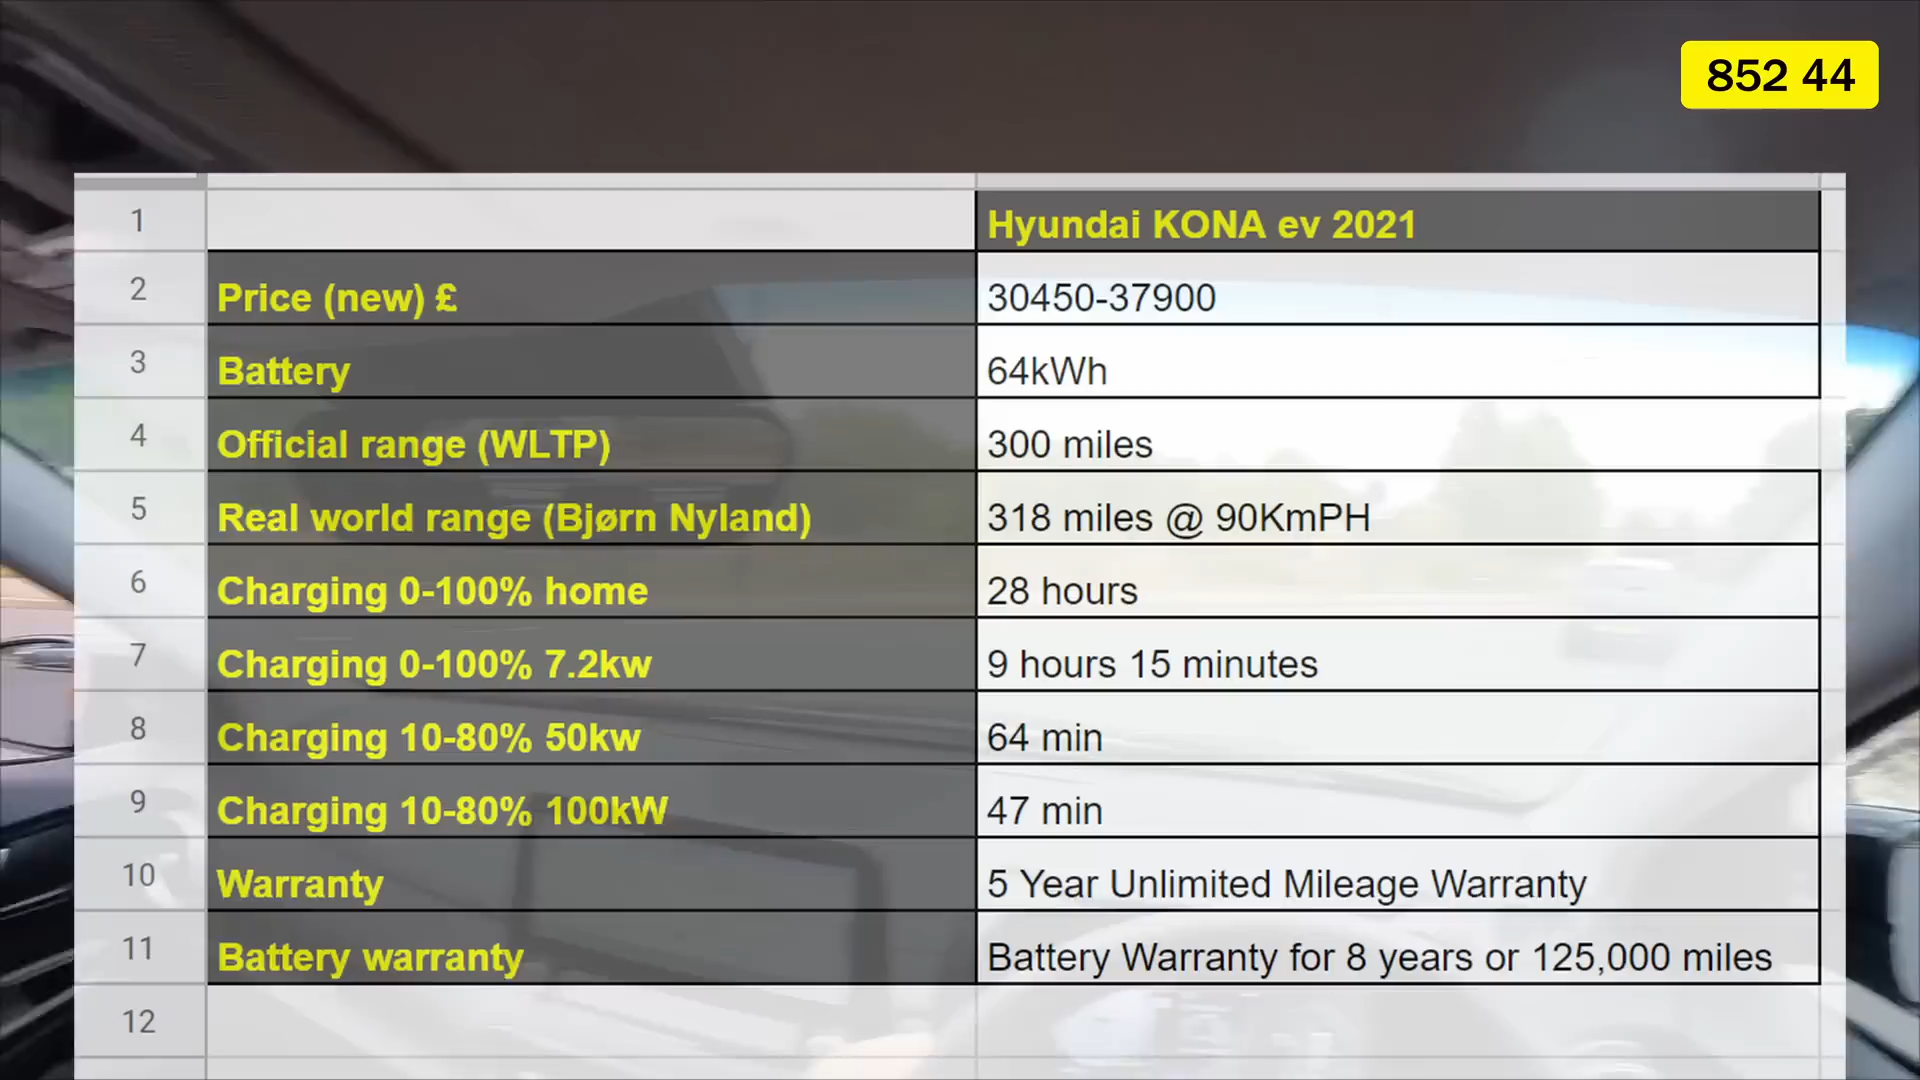 852 44
1
Hyundai KONA ev 2021
2
Price (new) £
30450-37900
3
Battery
64kWh
4
Official range (WLTP)
300 miles
5
Real world range (Bjørn Nyland)
318 miles @ 90KmPH
6
Charging 0-100% home
28 hours
7
Charging 0-100% 7.2kw
9 hours 15 minutes
8
Charging 10-80% 50kw
64 min
9
Charging 10-80% 100kW
47 min
10
Warranty
5 Year Unlimited Mileage Warranty
11
Battery warranty
Battery Warranty for 8 years or 125,000 miles
12